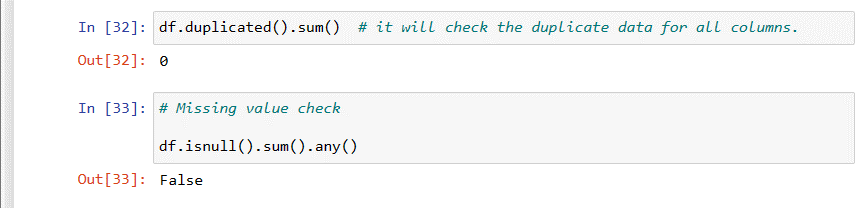 In [32]: df.duplicated().sum()  # it will check the duplicate data for all columns.
Out[32]: 0
In [33]: # Missing value check
df.isnull().sum().any()
Out[33]: False